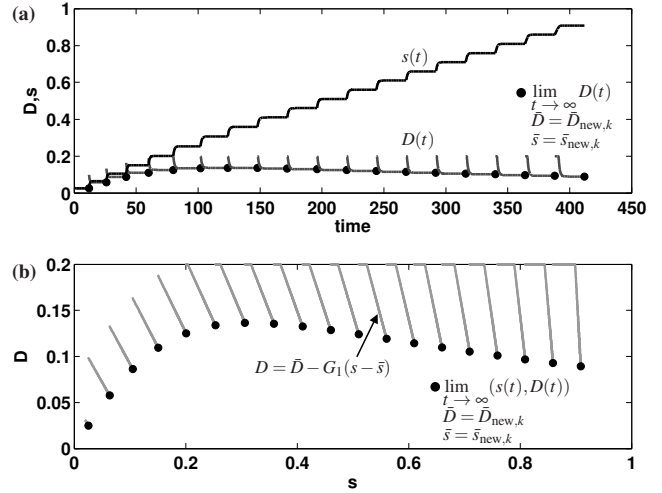 (a)
1
0.8
0.6
0.4
0.2
0
D,s
s(t)
D(t)
lim D(t)
t → ∞
D̄ = D̄new,k
s̄ = s̄new,k
0 50 100 150 200 250 300 350 400 450
time
(b)
0.2
0.15
0.1
0.05
0
D
D = D̄ − G1(s − s̄)
lim (s(t), D(t))
t → ∞
D̄ = D̄new,k
s̄ = s̄new,k
0 0.2 0.4 0.6 0.8 1
s